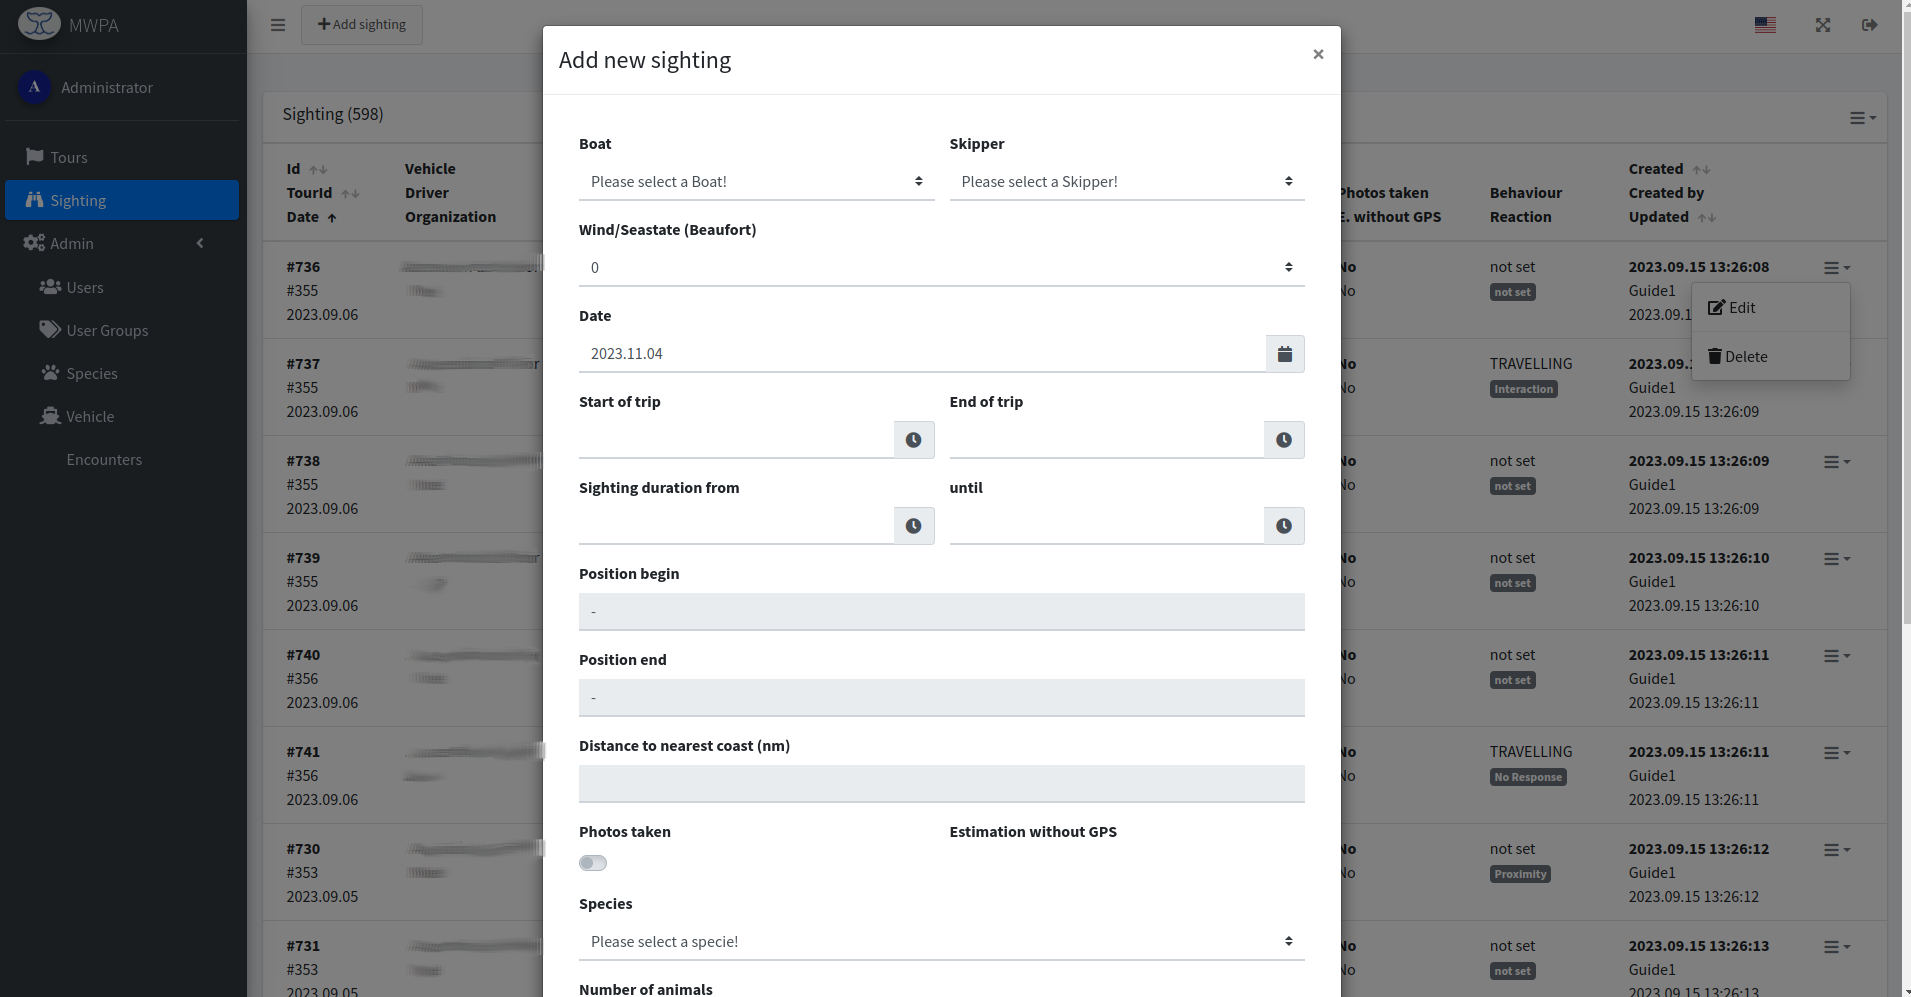 MWPA
Administrator
Tours
Sighting
Admin
Users
User Groups
Species
Vehicle
Encounters
Add sighting
Sighting (598)
Id
TourId
Date
Vehicle
Driver
Organization
Photos taken
E. without GPS
Behaviour
Reaction
Created
Created by
Updated
#736
#355
2023.09.06
No
No
not set
not set
2023.09.15 13:26:08
Guide1
2023.09.1
Edit
Delete
#737
#355
2023.09.06
No
No
TRAVELLING
Interaction
2023.09.
Guide1
2023.09.15 13:26:09
#738
#355
2023.09.06
No
No
not set
not set
2023.09.15 13:26:09
Guide1
2023.09.15 13:26:09
#739
#355
2023.09.06
No
No
not set
not set
2023.09.15 13:26:10
Guide1
2023.09.15 13:26:10
#740
#356
2023.09.06
No
No
not set
not set
2023.09.15 13:26:11
Guide1
2023.09.15 13:26:11
#741
#356
2023.09.06
No
No
TRAVELLING
No Response
2023.09.15 13:26:11
Guide1
2023.09.15 13:26:11
#730
#353
2023.09.05
No
No
not set
Proximity
2023.09.15 13:26:12
Guide1
2023.09.15 13:26:12
#731
#353
2023.09.05
No
No
not set
not set
2023.09.15 13:26:13
Guide1
2023.09.15 13:26:13
Add new sighting
×
Boat
Please select a Boat!
Skipper
Please select a Skipper!
Wind/Seastate (Beaufort)
0
Date
2023.11.04
Start of trip
End of trip
Sighting duration from
until
Position begin
-
Position end
-
Distance to nearest coast (nm)
Photos taken
Estimation without GPS
Species
Please select a specie!
Number of animals